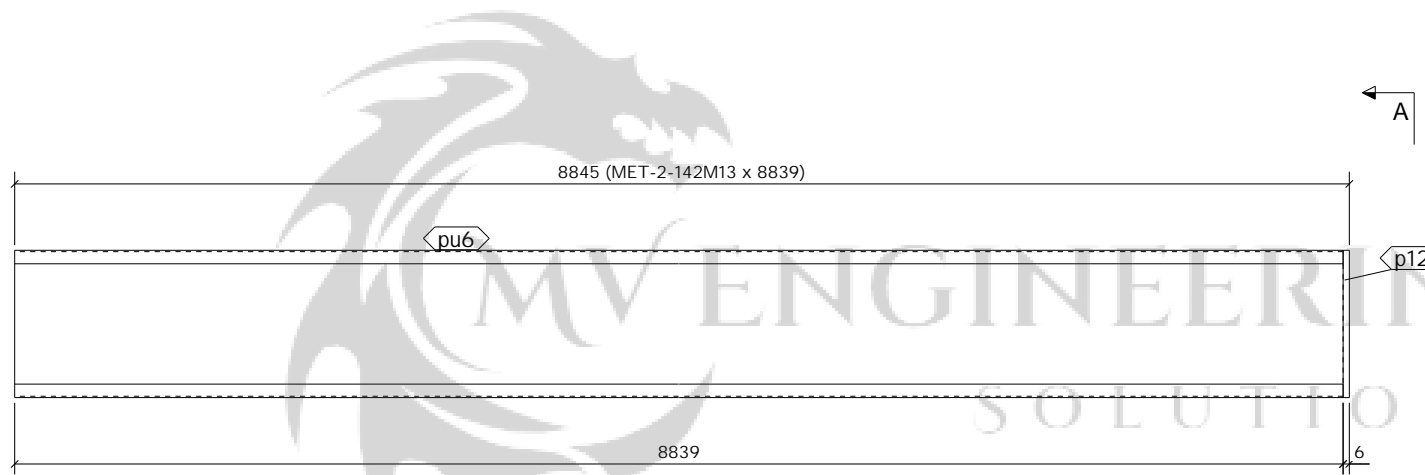 A
8845 (MET-2-142M13 x 8839)
pu6
p12
MV ENGINEERIN
SOLUTIO
8839
6